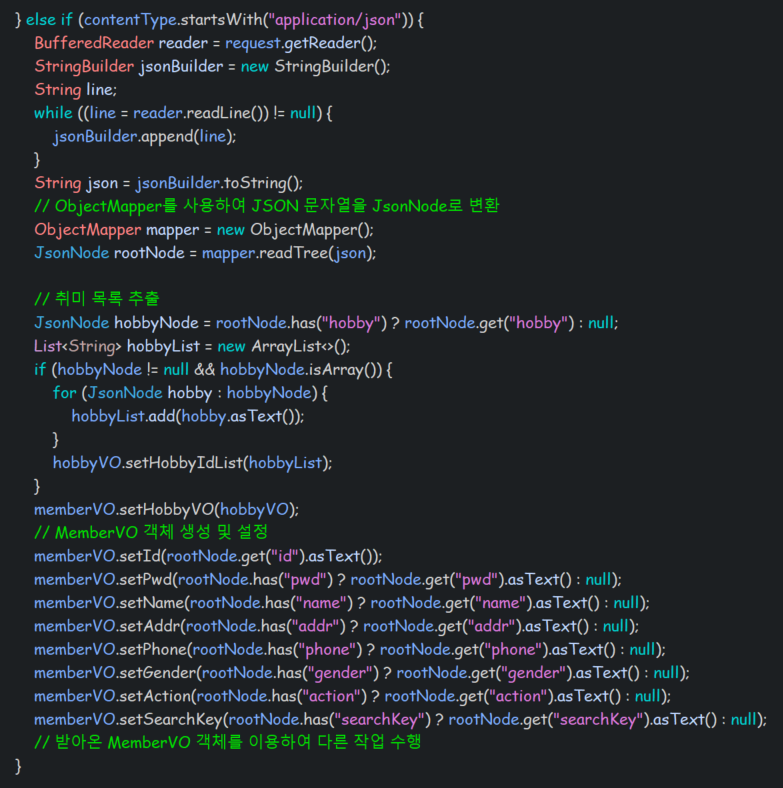 } else if (contentType.startsWith("application/json")) {
BufferedReader reader = request.getReader();
StringBuilder jsonBuilder = new StringBuilder();
String line;
while ((line = reader.readLine()) != null) {
jsonBuilder.append(line);
}
String json = jsonBuilder.toString();
// ObjectMapper를 사용하여 JSON 문자열을 JsonNode로 변환
ObjectMapper mapper = new ObjectMapper();
JsonNode rootNode = mapper.readTree(json);
// 취미 목록 추출
JsonNode hobbyNode = rootNode.has("hobby") ? rootNode.get("hobby") : null;
List<String> hobbyList = new ArrayList<>();
if (hobbyNode != null && hobbyNode.isArray()) {
for (JsonNode hobby : hobbyNode) {
hobbyList.add(hobby.asText());
}
hobbyVO.setHobbyIdList(hobbyList);
}
memberVO.setHobbyVO(hobbyVO);
// MemberVO 객체 생성 및 설정
memberVO.setId(rootNode.get("id").asText());
memberVO.setPwd(rootNode.has("pwd") ? rootNode.get("pwd").asText() : null);
memberVO.setName(rootNode.has("name") ? rootNode.get("name").asText() : null);
memberVO.setAddr(rootNode.has("addr") ? rootNode.get("addr").asText() : null);
memberVO.setPhone(rootNode.has("phone") ? rootNode.get("phone").asText() : null);
memberVO.setGender(rootNode.has("gender") ? rootNode.get("gender").asText() : null);
memberVO.setAction(rootNode.has("action") ? rootNode.get("action").asText() : null);
memberVO.setSearchKey(rootNode.has("searchKey") ? rootNode.get("searchKey").asText() : null);
// 받아온 MemberVO 객체를 이용하여 다른 작업 수행
}